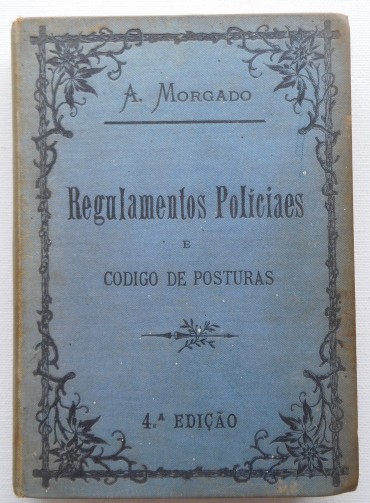 A. MORGADO
Regulamentos Policiaes
E
CODIGO DE POSTURAS
4.ª EDIÇÃO